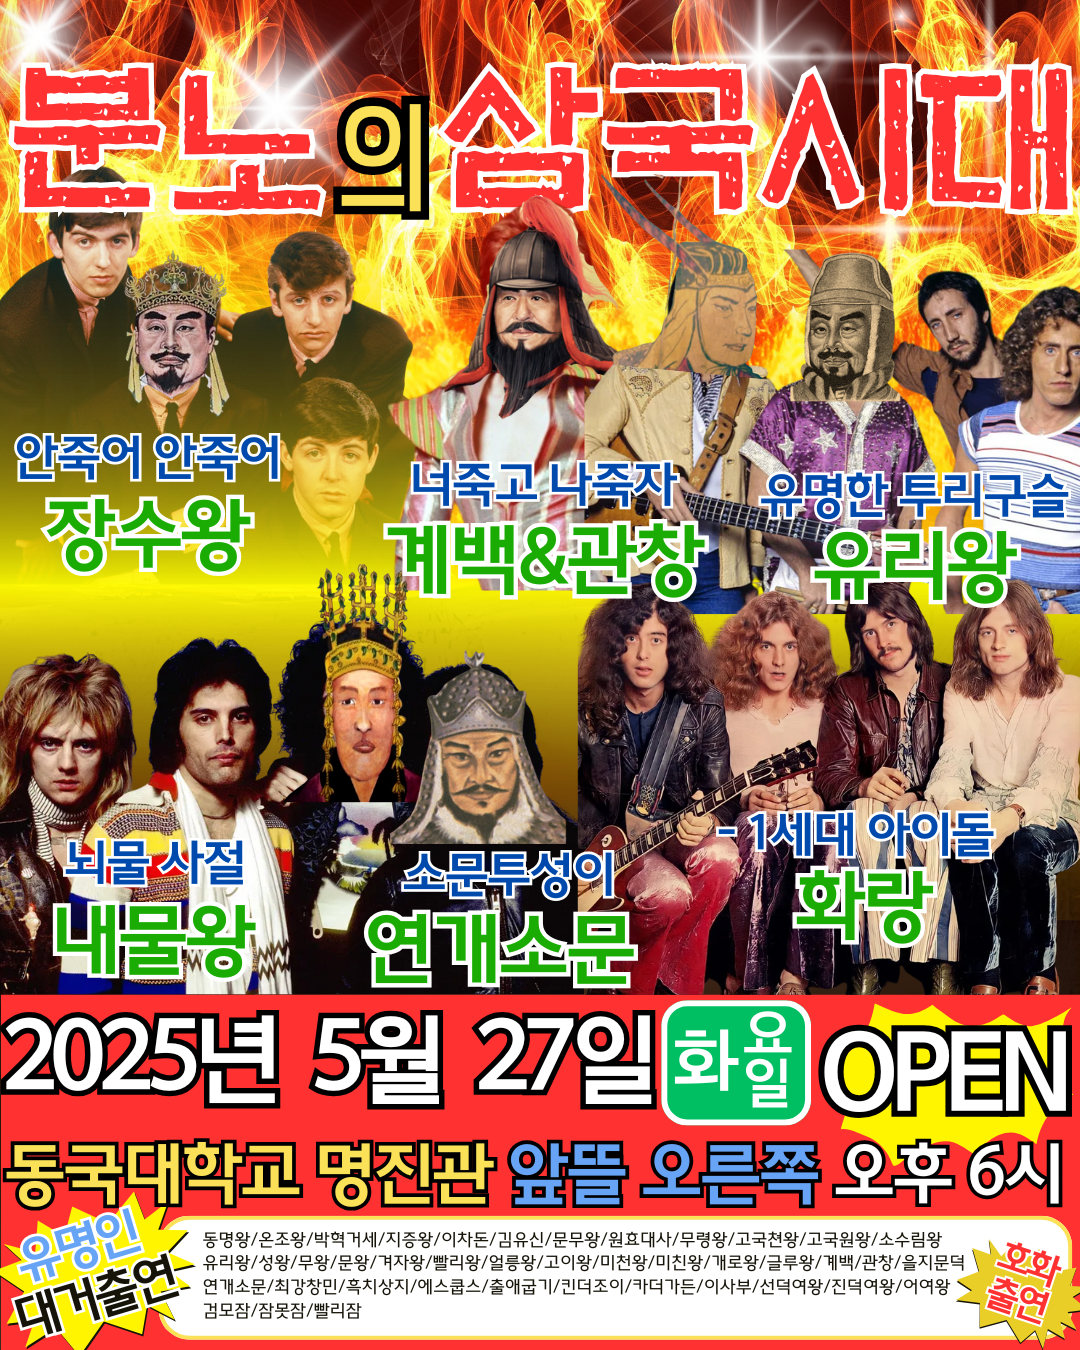 분노의삼국시대
안죽어 안죽어
장수왕
너죽고 나죽자
계백&관창
유명한 투리구슬
유리왕
뇌물 사절
내물왕
소문투성이
연개소문
- 1세대 아이돌
화랑
2025년 5월 27일 화요일 OPEN
동국대학교 명진관 앞뜰 오른쪽 오후 6시
유명인
대거출연
동명왕/온조왕/박혁거세/지증왕/이차돈/김유신/문무왕/원효대사/무령왕/고국천왕/고국원왕/소수림왕
유리왕/성왕/무왕/문왕/겨자왕/빨리왕/얼릉왕/고이왕/미천왕/미친왕/개로왕/글루왕/계백/관창/을지문덕
연개소문/최강창민/흑치상지/에스쿱스/출애굽기/킨더조이/카더가든/이사부/선덕여왕/진덕여왕/어여왕
검모잠/잠못잠/빨리잠
호화
출연